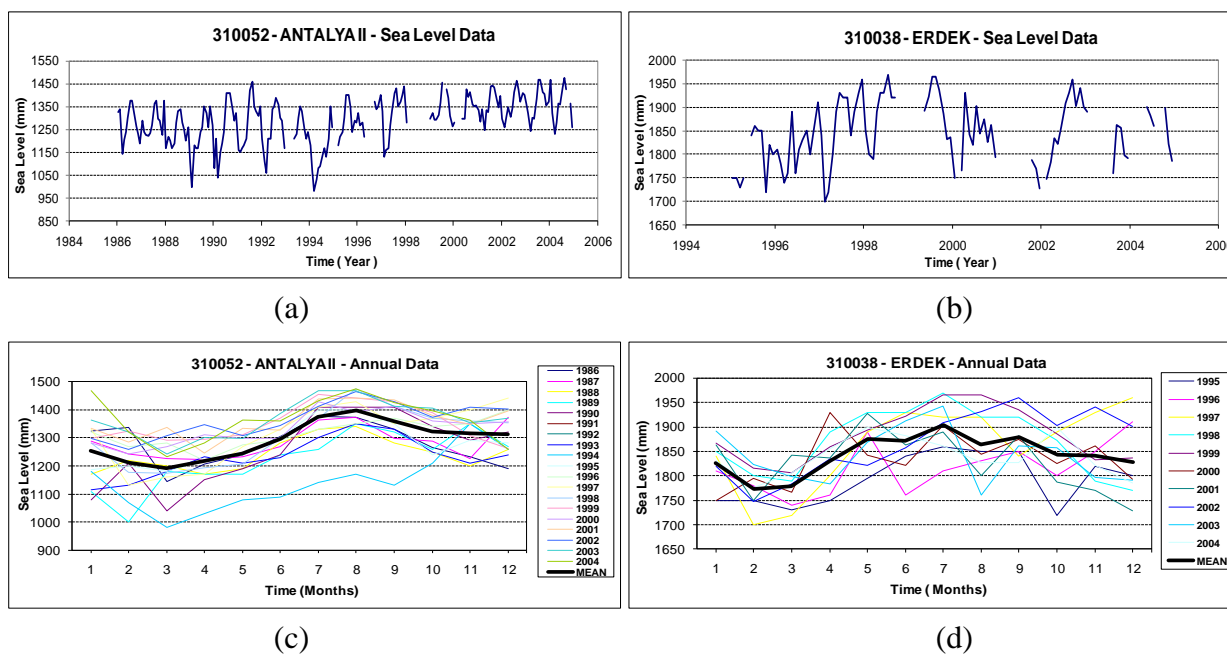 310052 - ANTALYA II - Sea Level Data
Sea Level (mm)
1550
1450
1350
1250
1150
1050
950
850
1984 1986 1988 1990 1992 1994 1996 1998 2000 2002 2004 2006
Time ( Year )
(a)
310038 - ERDEK - Sea Level Data
Sea Level (mm)
2000
1950
1900
1850
1800
1750
1700
1650
1994 1996 1998 2000 2002 2004 2006
Time ( Year )
(b)
310052 - ANTALYA II - Annual Data
Sea Level (mm)
1500
1400
1300
1200
1100
1000
900
1 2 3 4 5 6 7 8 9 10 11 12
Time (Months)
1986
1987
1988
1989
1990
1991
1992
1993
1994
1995
1996
1997
1998
1999
2000
2001
2002
2003
2004
MEAN
(c)
310038 - ERDEK - Annual Data
Sea Level (mm)
2000
1950
1900
1850
1800
1750
1700
1650
1 2 3 4 5 6 7 8 9 10 11 12
Time (Months)
1995
1996
1997
1998
1999
2000
2001
2002
2003
2004
MEAN
(d)